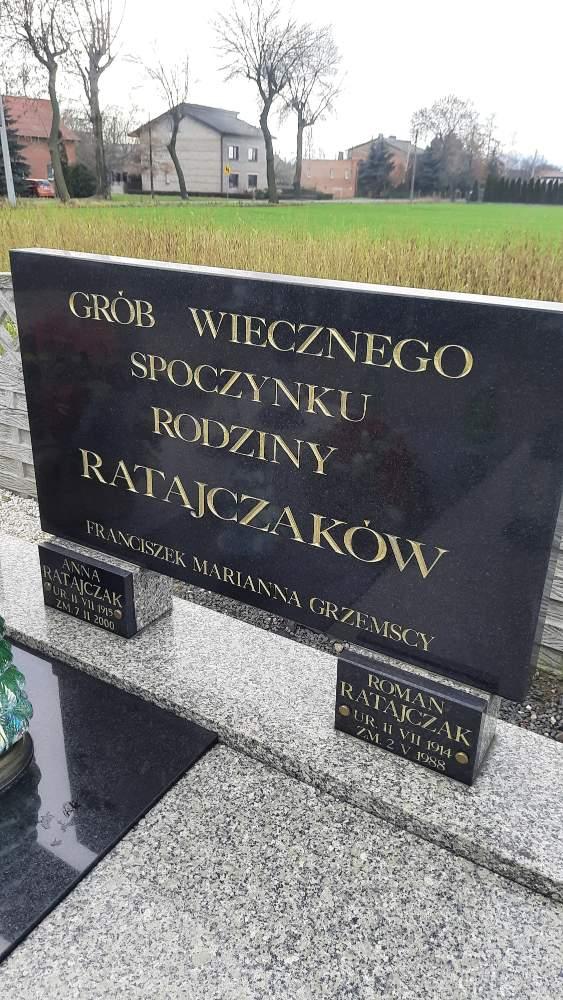 GRÓB WIECZNEGO
SPOCZYNKU
RODZINY
RATAJCZAKÓW
FRANCISZEK MARIANNA GRZEMSCY
ANNA
RATAJCZAK
UR. 11 VII 1915
ZM. 7 II 2000
ROMAN
RATAJCZAK
UR. 11 VII 1914
ZM. 2 V 1988